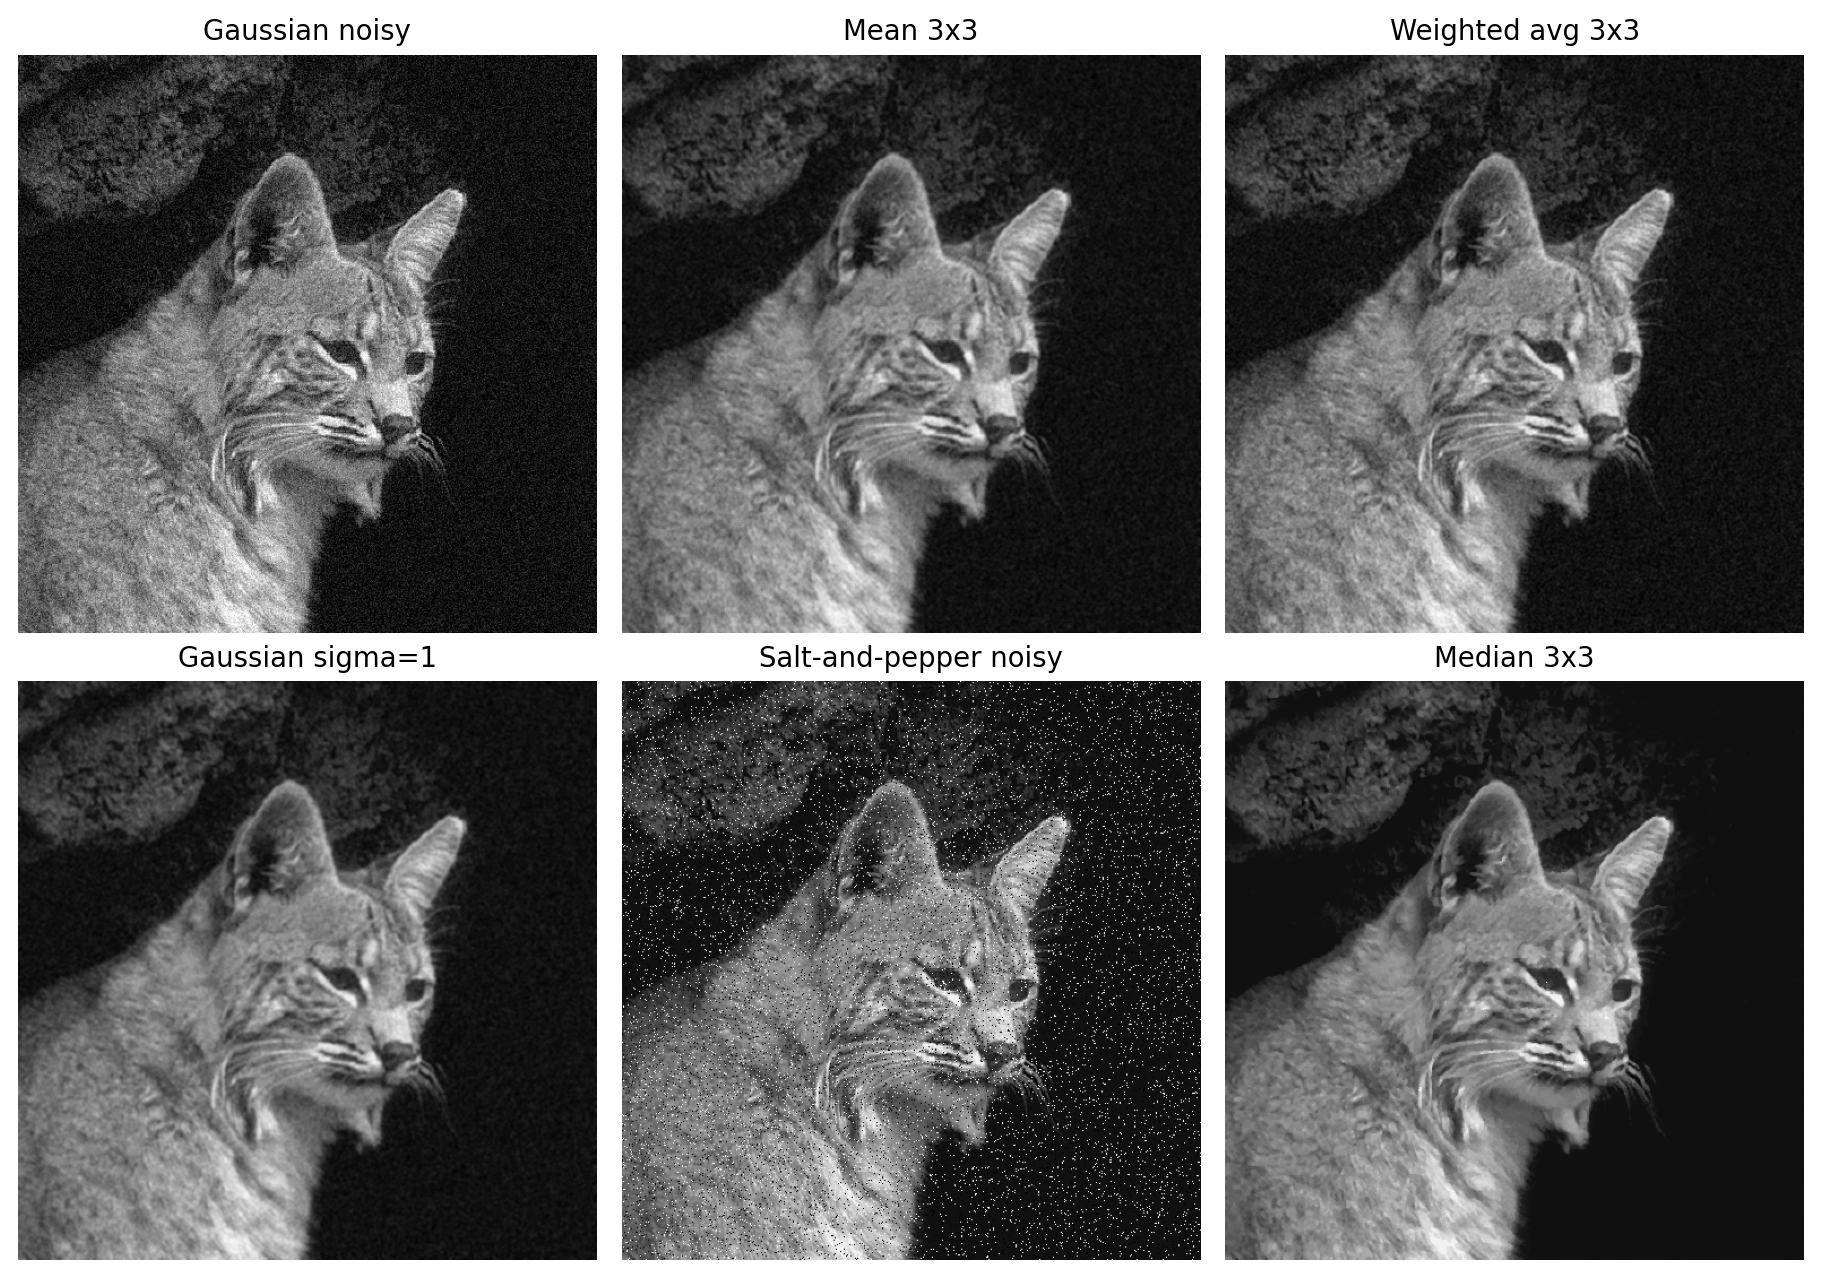 Gaussian noisy
Mean 3x3
Weighted avg 3x3
Gaussian sigma=1
Salt-and-pepper noisy
Median 3x3